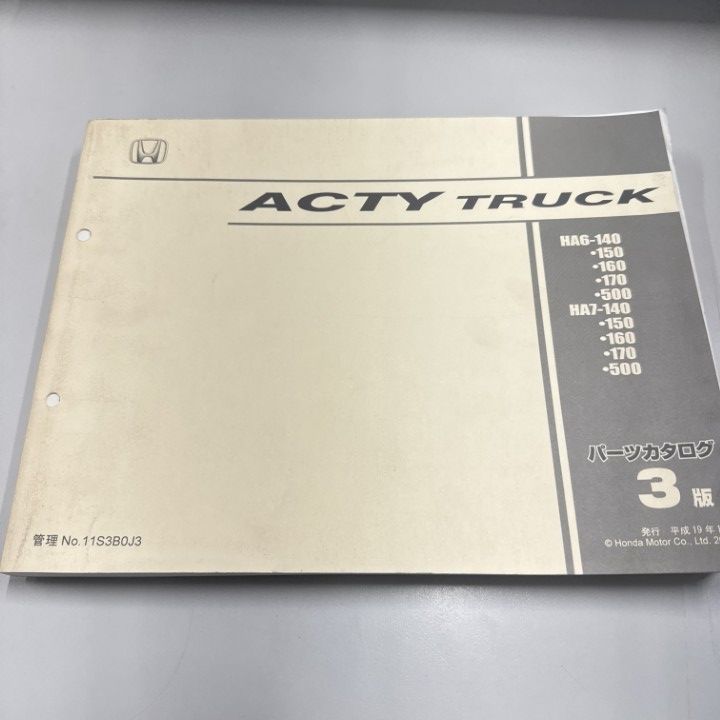 ACTY TRUCK
HA6-140
・150
・160
・170
・500
HA7-140
・150
・160
・170
・500
パーツカタログ
3版
管理 No.11S3B0J3
発行 平成19年
© Honda Motor Co., Ltd.